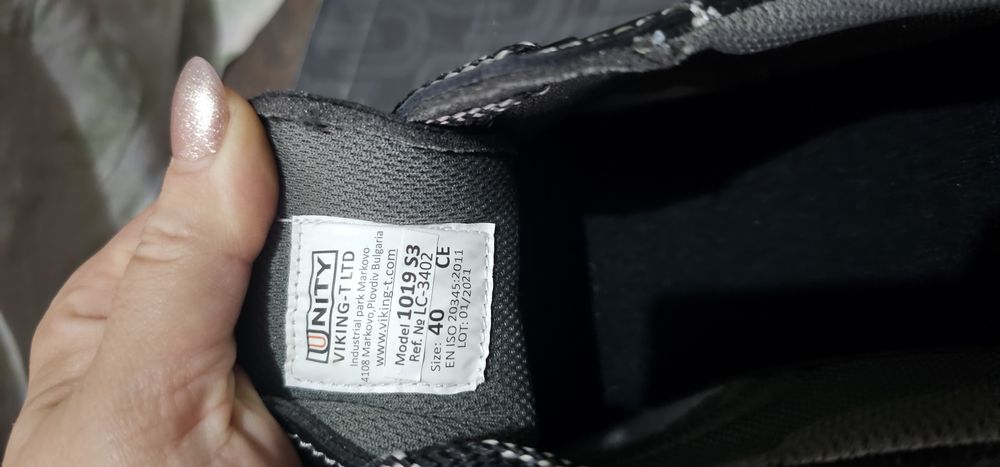 UNITY
VIKING-T LTD
Industrial park Markovo
4108 Markovo,Plovdiv Bulgaria
www.viking-t.com
Model 1019 S3
Ref. № LC-3402
Size: 40 CE
EN ISO 20345:2011
LOT: 01/2021